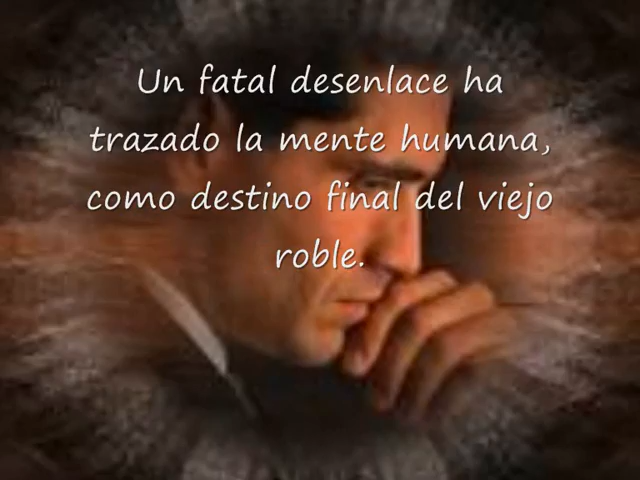 Un fatal desenlace ha
trazado la mente humana,
como destino final del viejo
roble.